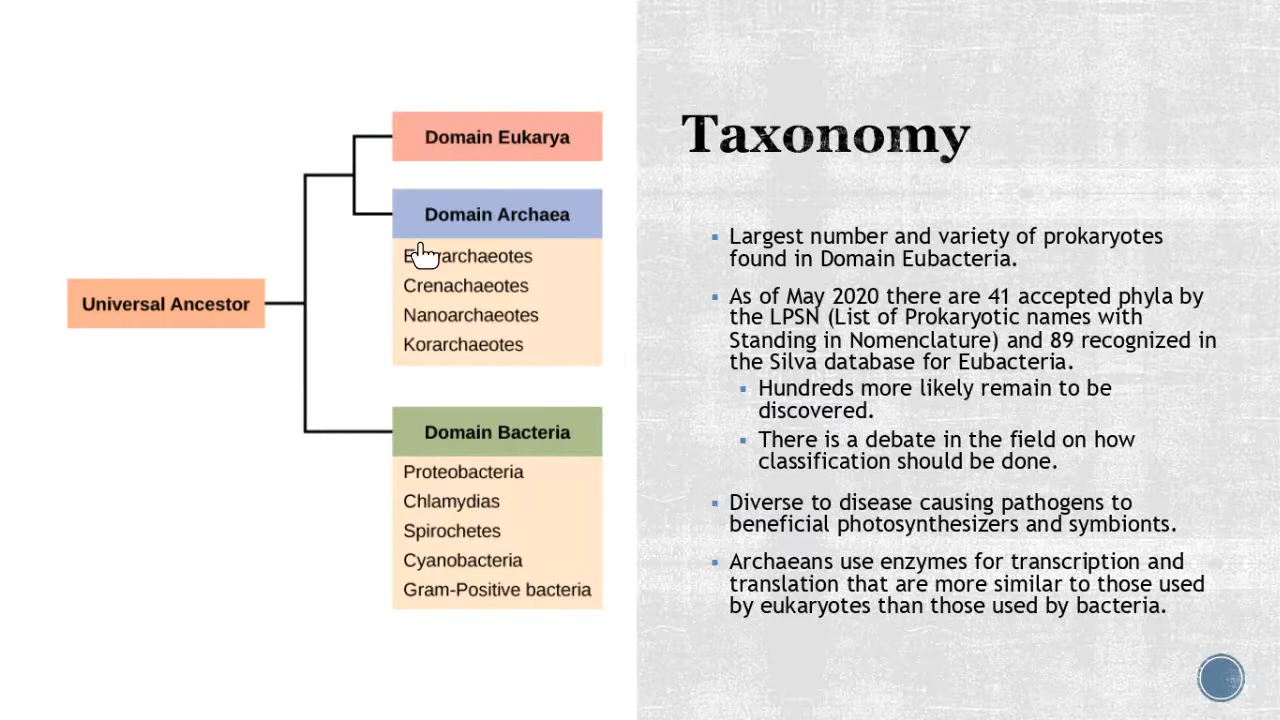 Domain Eukarya
Domain Archaea
Crenachaeotes
Nanoarchaeotes
Korarchaeotes
Universal Ancestor
Domain Bacteria
Proteobacteria
Chlamydias
Spirochetes
Cyanobacteria
Gram-Positive bacteria
Taxonomy
Largest number and variety of prokaryotes
found in Domain Eubacteria.
As of May 2020 there are 41 accepted phyla by
the LPSN (List of Prokaryotic names with
Standing in Nomenclature) and 89 recognized in
the Silva database for Eubacteria.
Hundreds more likely remain to be
discovered.
There is a debate in the field on how
classification should be done.
Diverse to disease causing pathogens to
beneficial photosynthesizers and symbionts.
Archaeans use enzymes for transcription and
translation that are more similar to those used
by eukaryotes than those used by bacteria.